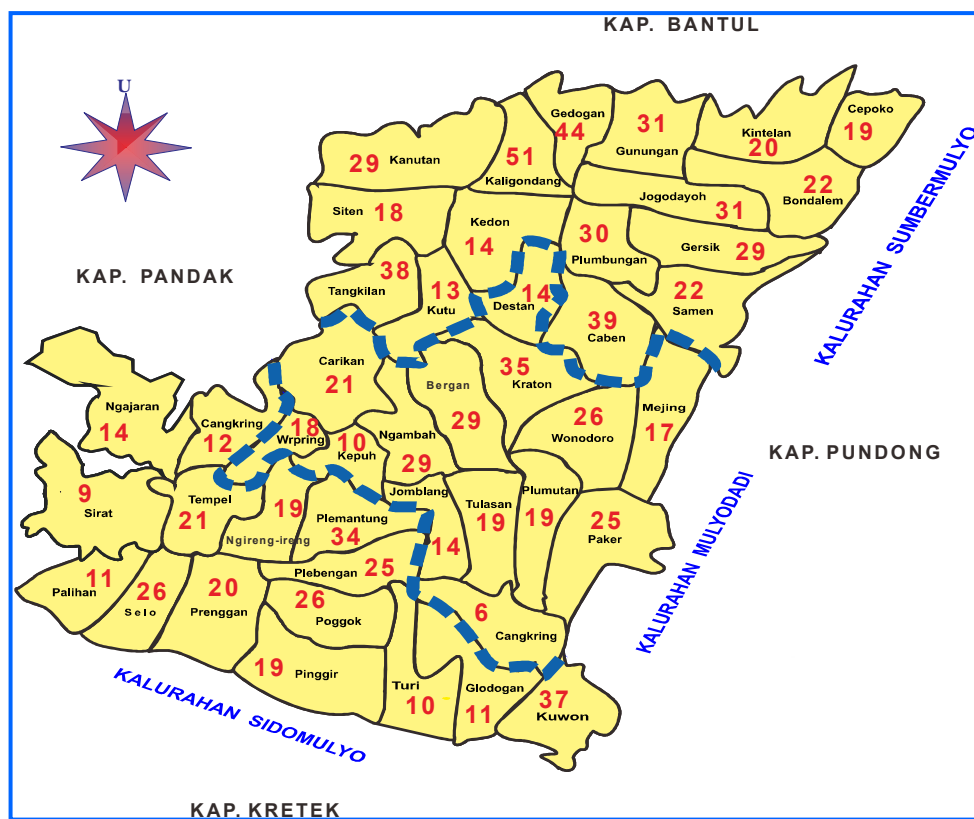 KAP. BANTUL
U
Gedogan
44
31
Gunungan
Kintelan
20
Cepoko
19
29 Kanutan
51
Kaligondang
22
Bondalem
Jogodayoh
31
Siten 18
Kedon
14
30
Plumbungan
Gersik
29
KALURAHAN SUMBERMULYO
KAP. PANDAK
38
Tangkilan
13
Kutu
14
Destan
22
Samen
39
Caben
Carikan
21
35
Kraton
Bergan
29
Ngajaran
14
Cangkring
12
18
Wrpring
10
Kepuh
Ngambah
29
26
Wonodoro
Mejing
17
KAP. PUNDONG
9
Sirat
Tempel
21
19
Ngireng-ireng
Plemantung
34
Jomblang
14
Tulasan
19
Plumutan
19
25
Paker
KALURAHAN MULYODADI
11
Palihan
26
Selo
20
Prenggan
Plebengan 25
26
Poggok
6
Cangkring
19 Pinggir
Turi
10
Glodogan
11
37
Kuwon
KALURAHAN SIDOMULYO
KAP. KRETEK